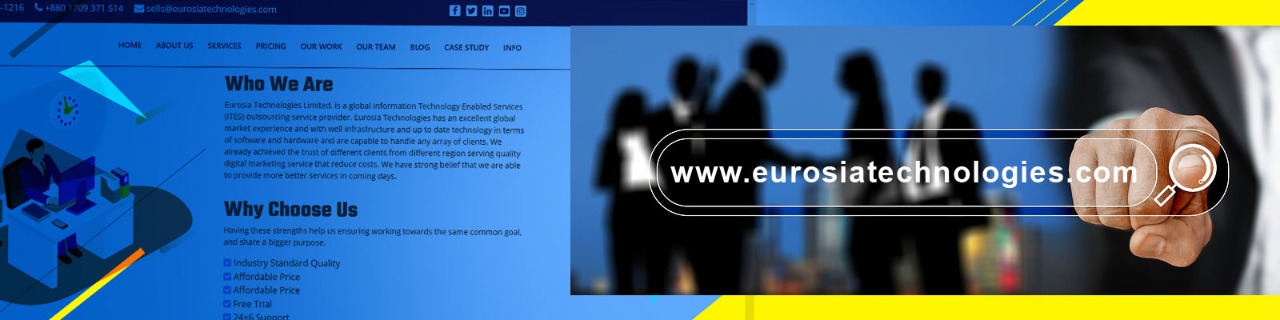 -1216 +880 1709 371 514 sells@eurosiatechnologies.com
HOME ABOUT US SERVICES PRICING OUR WORK OUR TEAM BLOG CASE STUDY INFO
Who We Are
Eurosia Technologies Limited. is a global Information Technology Enabled Services
(ITES) outsourcing service provider. Eurosia Technologies has an excellent global
market experience and with well infrastructure and up to date technology in terms
of software and hardware and are capable to handle any array of clients. We
already achieved the trust of different clients from different region serving quality
digital marketing service that reduce costs. We have strong belief that we are able
to provide more better services in coming days.
Why Choose Us
Having these strengths help us ensuring working towards the same common goal,
and share a bigger purpose.
Industry Standard Quality
Affordable Price
Affordable Price
Free Trial
24×6 Support
www.eurosiatechnologies.com